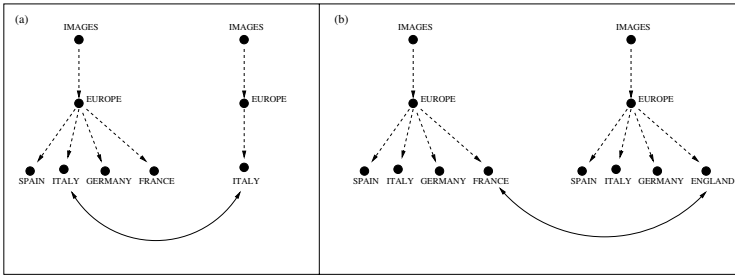 (a)
IMAGES
IMAGES
EUROPE
EUROPE
SPAIN ITALY GERMANY FRANCE
ITALY
(b)
IMAGES
IMAGES
EUROPE
EUROPE
SPAIN ITALY GERMANY FRANCE
SPAIN ITALY GERMANY ENGLAND